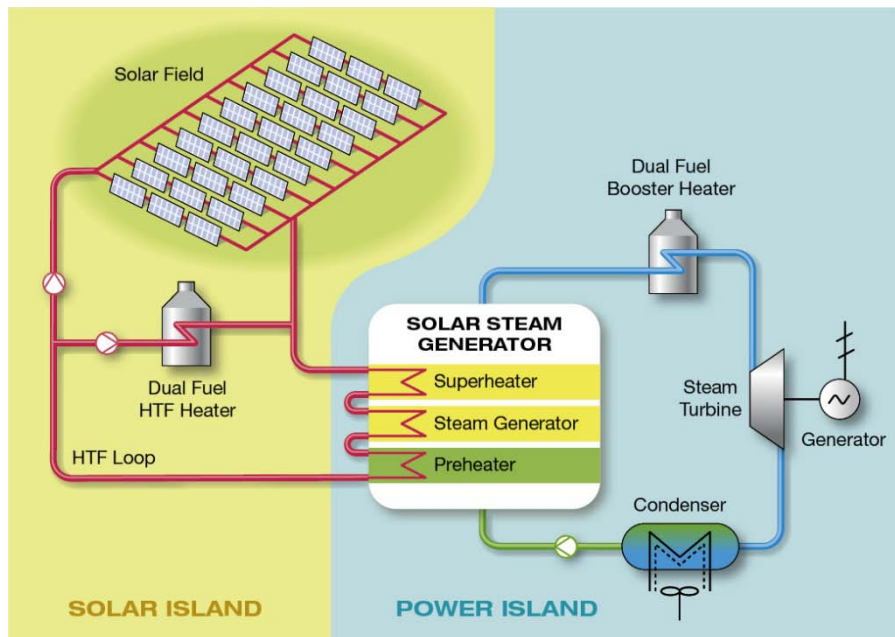 Solar Field
Dual Fuel
Booster Heater
SOLAR STEAM
GENERATOR
Superheater
Steam Generator
Preheater
Dual Fuel
HTF Heater
HTF Loop
Steam
Turbine
Generator
Condenser
SOLAR ISLAND
POWER ISLAND